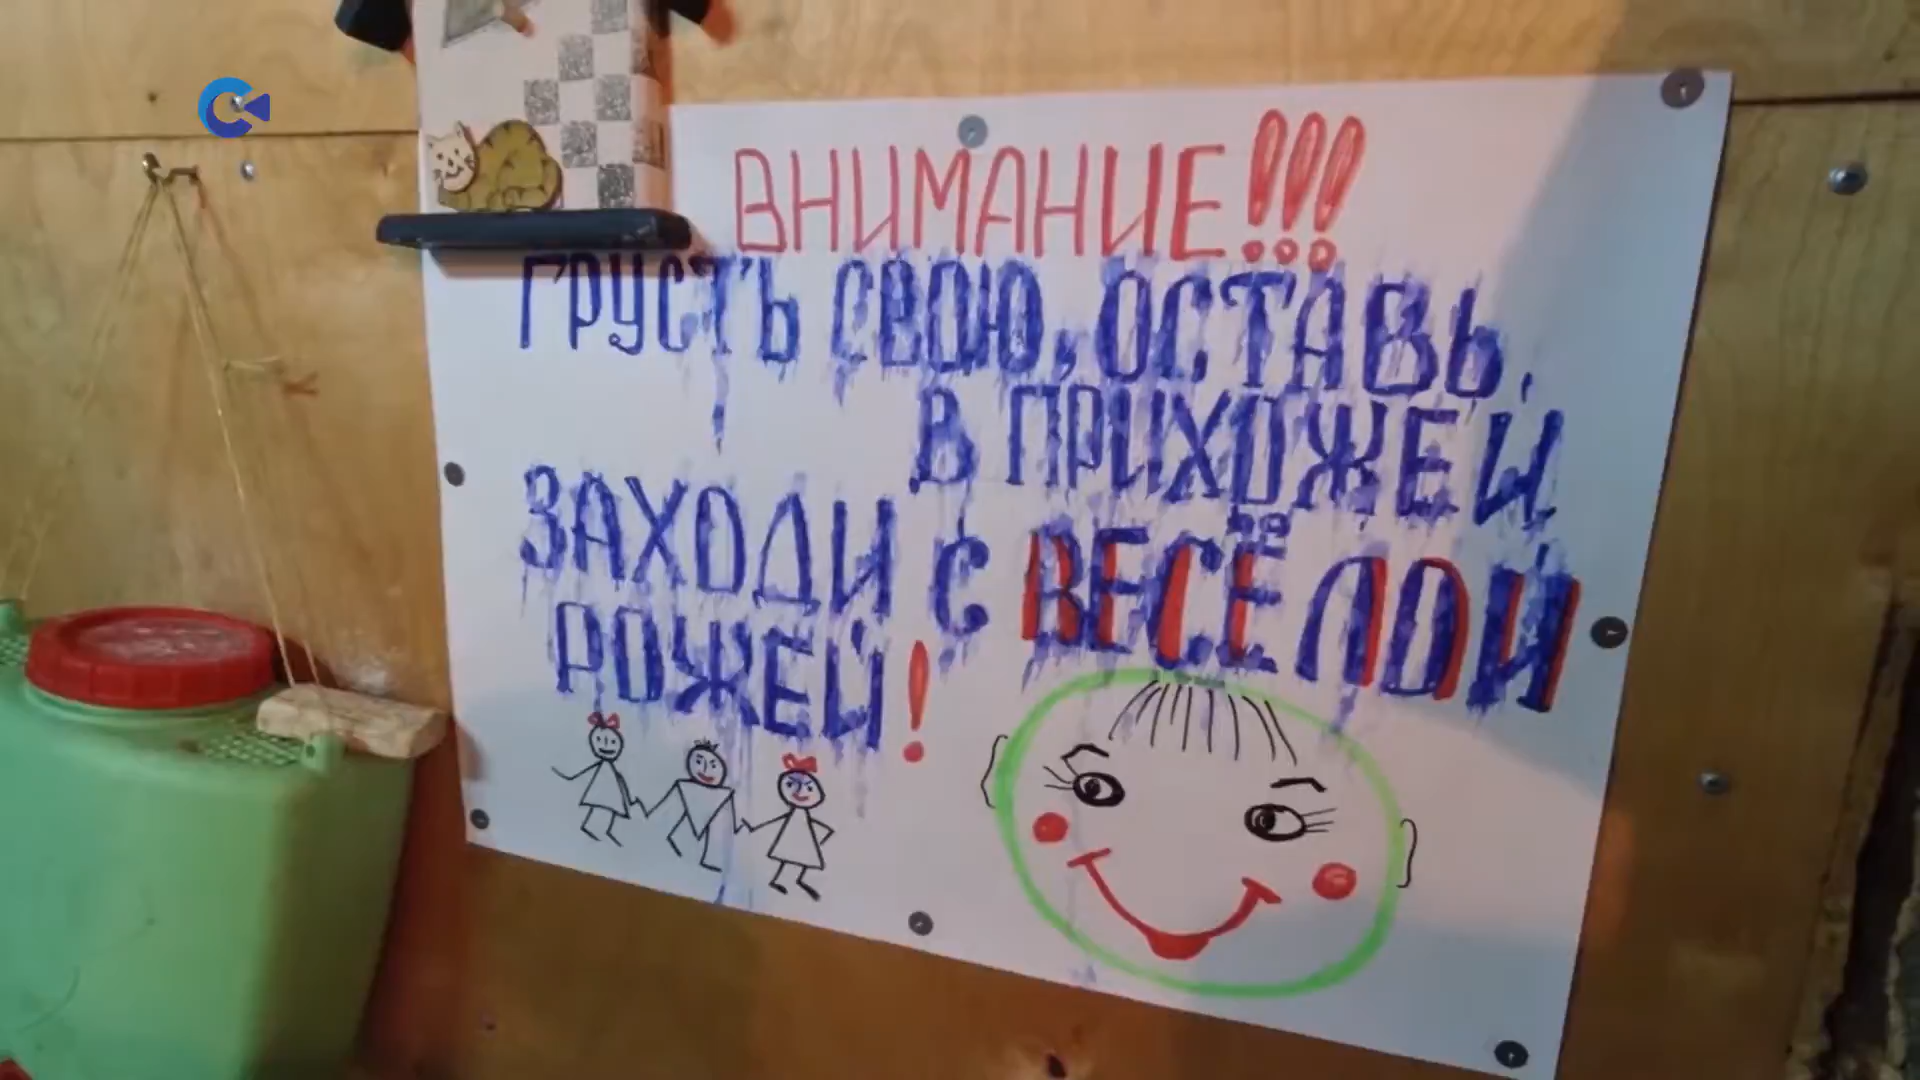 ВНИМАНИЕ!!!
ГРУСТЬ СВОЮ, ОСТАВЬ
В ПРИХОЖЕЙ
ЗАХОДИ С ВЕСЁЛОЙ
РОЖЕЙ!